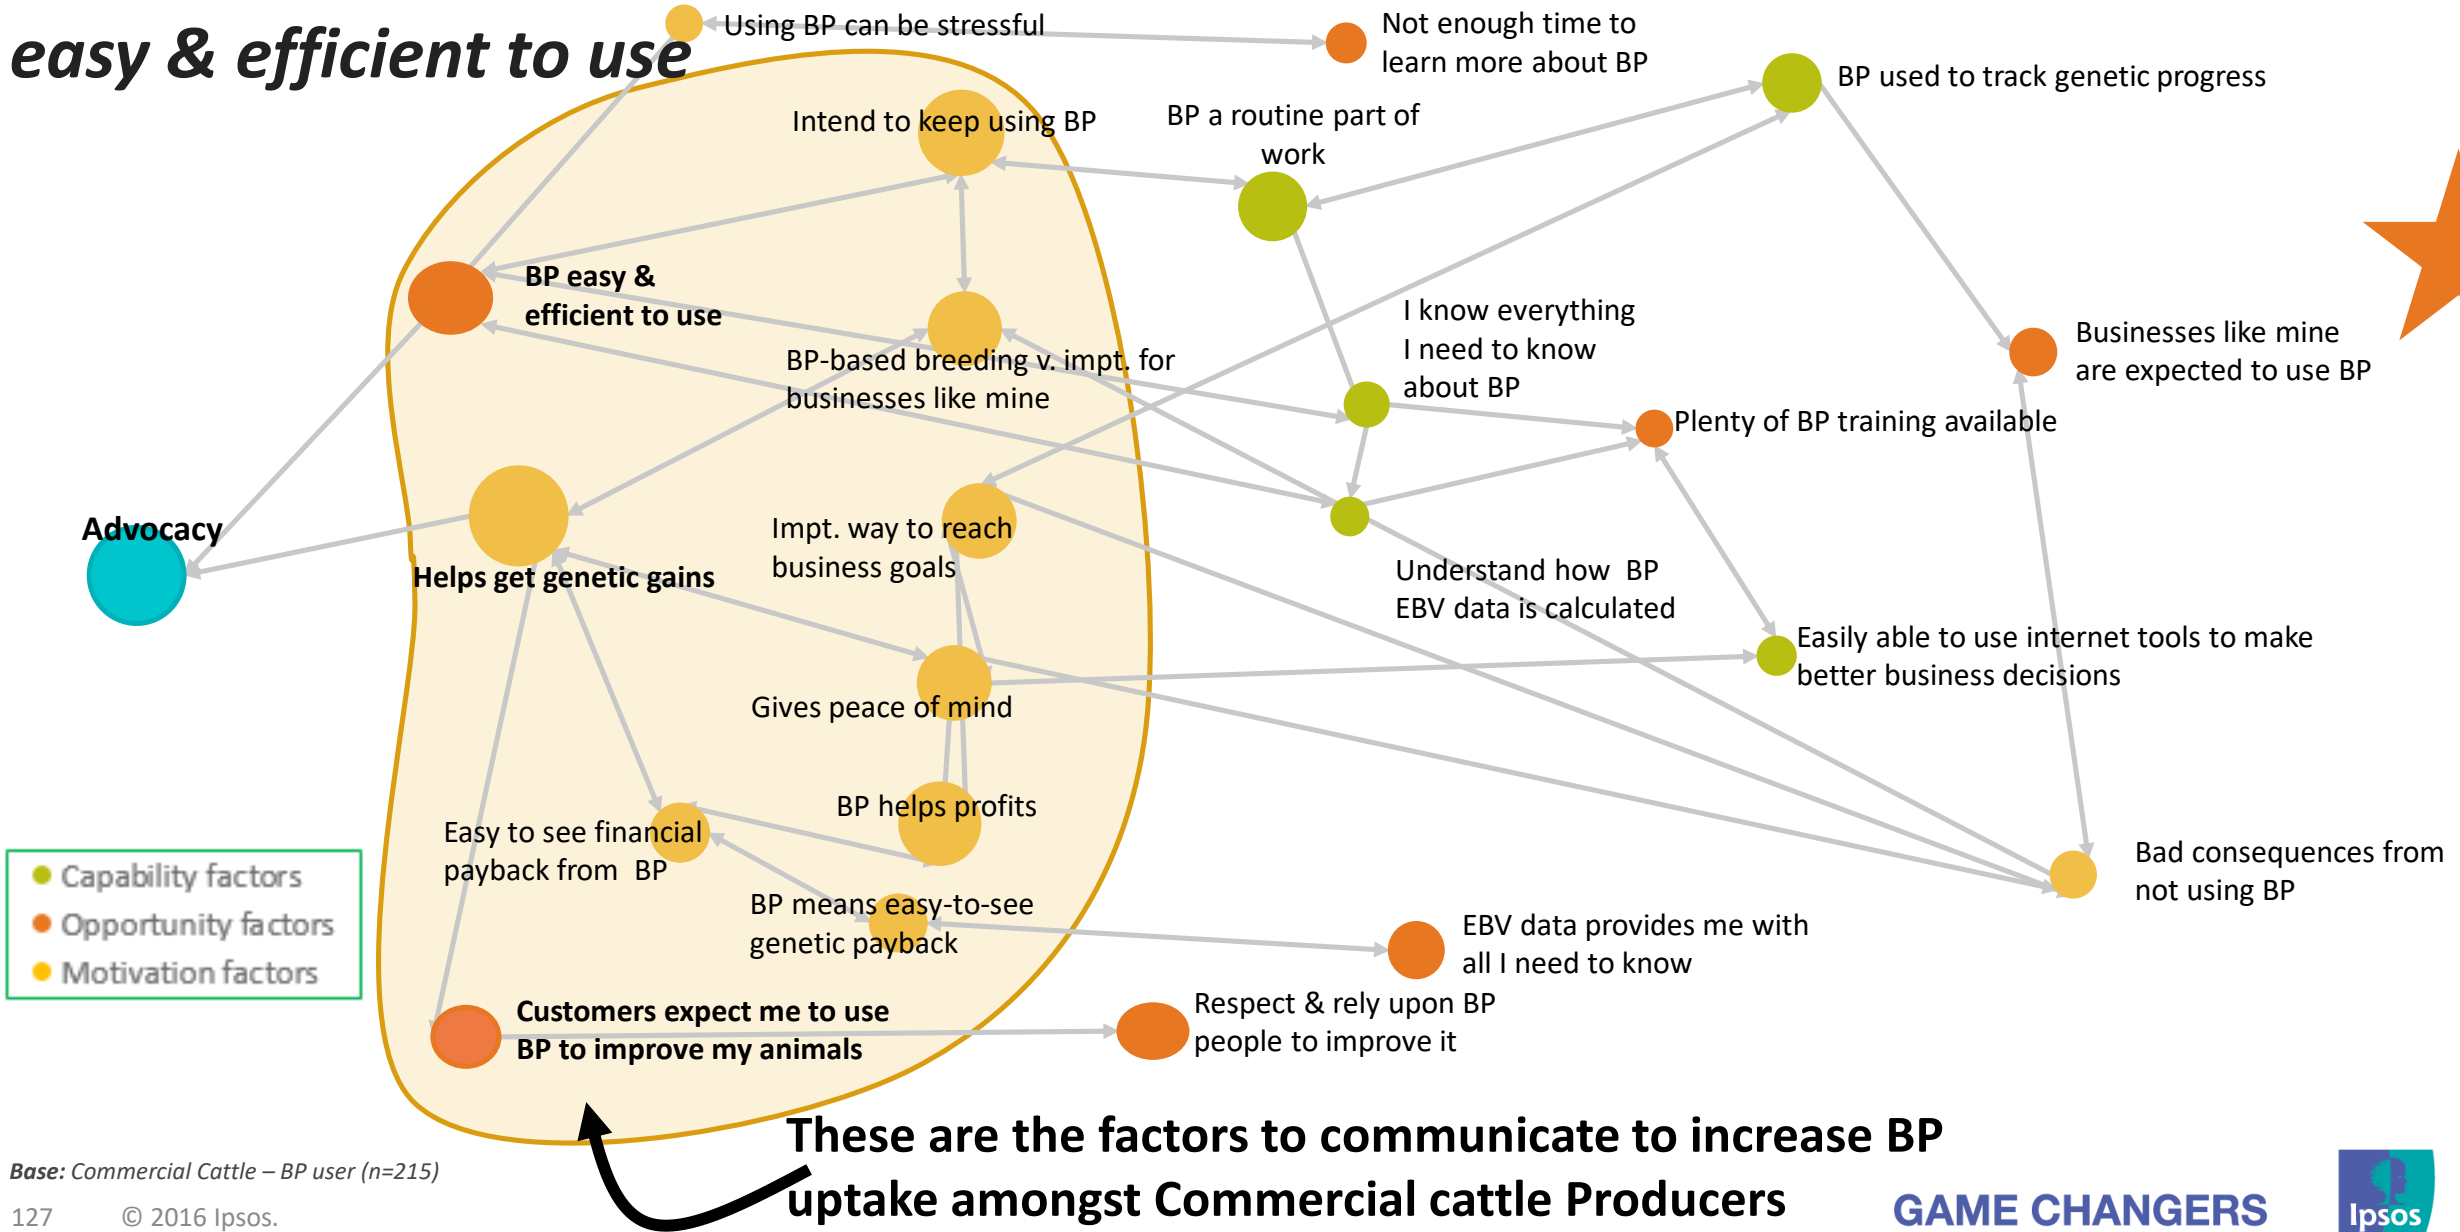 easy & efficient to use
Using BP can be stressful
Not enough time to
learn more about BP
BP used to track genetic progress
Intend to keep using BP
BP a routine part of
work
BP easy &
efficient to use
I know everything
I need to know
about BP
Businesses like mine
are expected to use BP
BP-based breeding v. impt. for
businesses like mine
Plenty of BP training available
Advocacy
Impt. way to reach
business goals
Helps get genetic gains
Understand how BP
EBV data is calculated
Easily able to use internet tools to make
better business decisions
Gives peace of mind
BP helps profits
Easy to see financial
payback from BP
Bad consequences from
not using BP
Capability factors
Opportunity factors
Motivation factors
BP means easy-to-see
genetic payback
EBV data provides me with
all I need to know
Customers expect me to use
BP to improve my animals
Respect & rely upon BP
people to improve it
These are the factors to communicate to increase BP
uptake amongst Commercial cattle Producers
Base: Commercial Cattle – BP user (n=215)
127 © 2016 Ipsos.
GAME CHANGERS
Ipsos